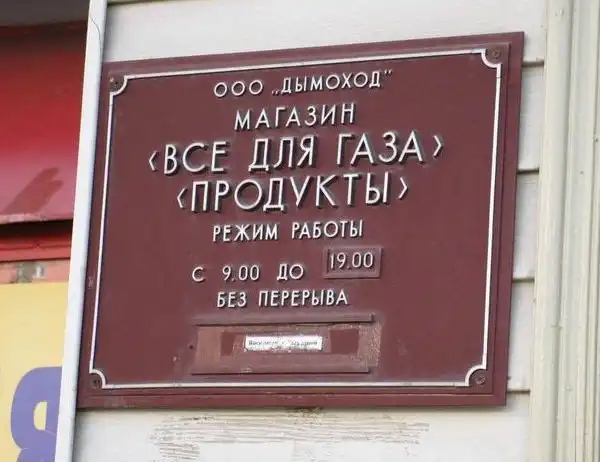 ООО „ДЫМОХОД"
МАГАЗИН
‹ВСЕ ДЛЯ ГАЗА›
‹ПРОДУКТЫ›
РЕЖИМ РАБОТЫ
С 9.00 ДО 19.00
БЕЗ ПЕРЕРЫВА
Я